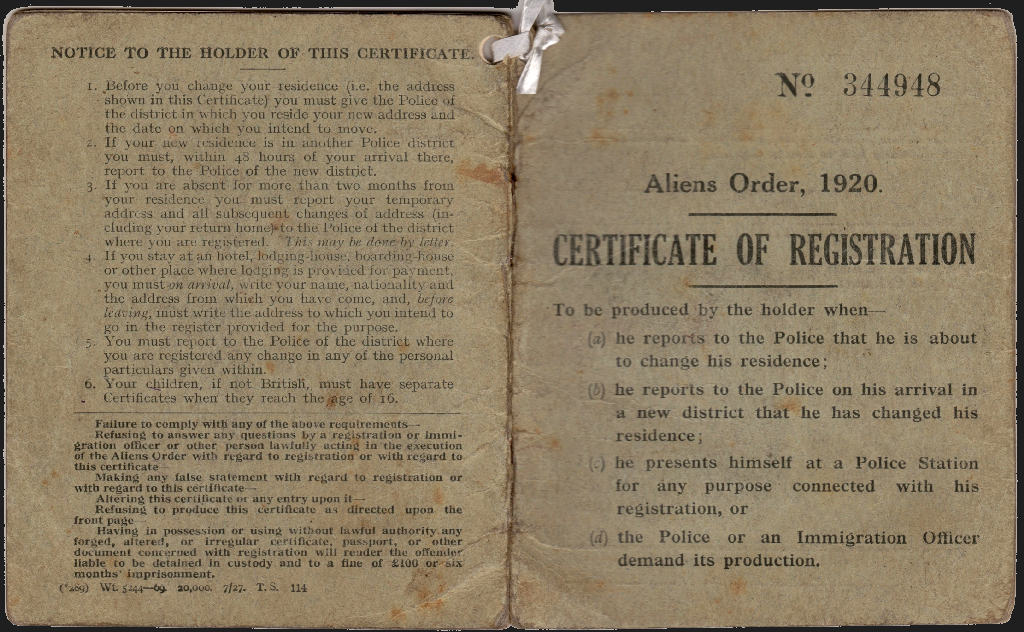 NOTICE TO THE HOLDER OF THIS CERTIFICATE.
1. Before you change your residence (i.e. the address
shown in this Certificate) you must give the Police of
the district in which you reside your new address and
the date on which you intend to move.
2. If your new residence is in another Police district
you must, within 48 hours of your arrival there,
report to the Police of the new district.
3. If you are absent for more than two months from
your residence you must report your temporary
address and all subsequent changes of address (in-
cluding your return home) to the Police of the district
where you are registered. This may be done by letter.
4. If you stay at an hotel, lodging-house, boarding-house
or other place where lodging is provided for payment,
you must on arrival, write your name, nationality and
the address from which you have come, and, before
leaving, must write the address to which you intend to
go in the register provided for the purpose.
5. You must report to the Police of the district where
you are registered any change in any of the personal
particulars given within.
6. Your children, if not British, must have separate
Certificates when they reach the age of 16.
Failure to comply with any of the above requirements—
Refusing to answer any questions by a registration or immi-
gration officer or other person lawfully acting in the execution
of the Aliens Order with regard to registration or with regard to
this certificate—
Making any false statement with regard to registration or
with regard to this certificate—
Altering this certificate or any entry upon it—
Refusing to produce this certificate as directed upon the
front page—
Having in possession or using without lawful authority any
forged, altered, or irregular certificate, passport, or other
document concerned with registration will render the offender
liable to be detained in custody and to a fine of £100 or six
months' imprisonment.
(*289) Wt. 5244—69. 20,000. 7/27. T. S. 114
Nº 344948
Aliens Order, 1920.
CERTIFICATE OF REGISTRATION
To be produced by the holder when—
(a) he reports to the Police that he is about
to change his residence;
(b) he reports to the Police on his arrival in
a new district that he has changed his
residence;
(c) he presents himself at a Police Station
for any purpose connected with his
registration, or
(d) the Police or an Immigration Officer
demand its production.